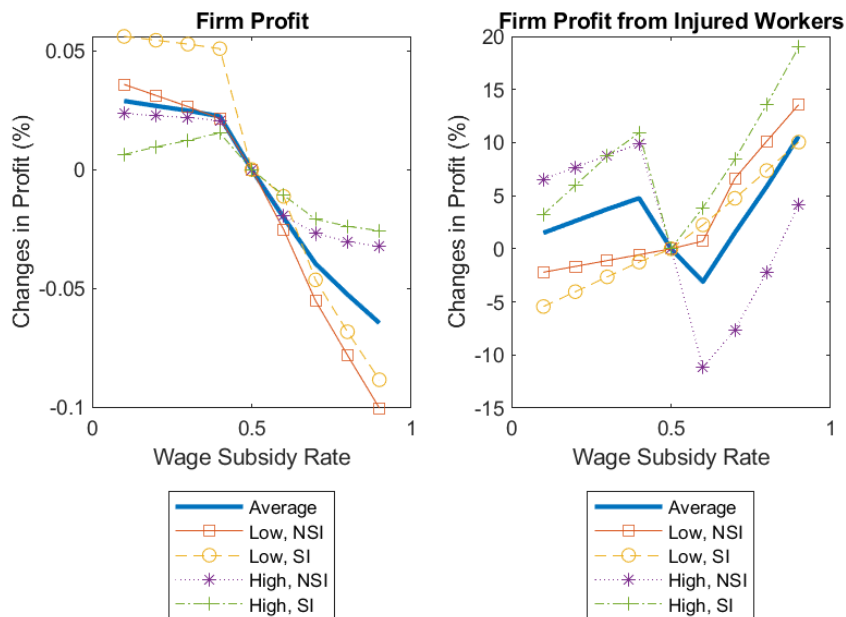 Firm Profit
0.05
0
-0.05
-0.1
Changes in Profit (%)
0
0.5
1
Wage Subsidy Rate
Average
Low, NSI
Low, SI
High, NSI
High, SI
Firm Profit from Injured Workers
20
15
10
5
0
-5
-10
-15
Changes in Profit (%)
0
0.5
1
Wage Subsidy Rate
Average
Low, NSI
Low, SI
High, NSI
High, SI